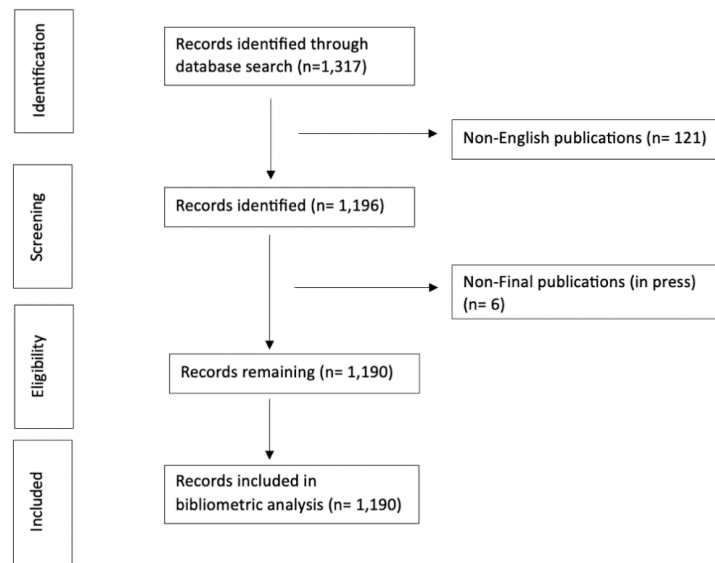 Identification
Records identified through
database search (n=1,317)
Non-English publications (n= 121)
Screening
Records identified (n= 1,196)
Non-Final publications (in press)
(n= 6)
Eligibility
Records remaining (n= 1,190)
Included
Records included in
bibliometric analysis (n= 1,190)